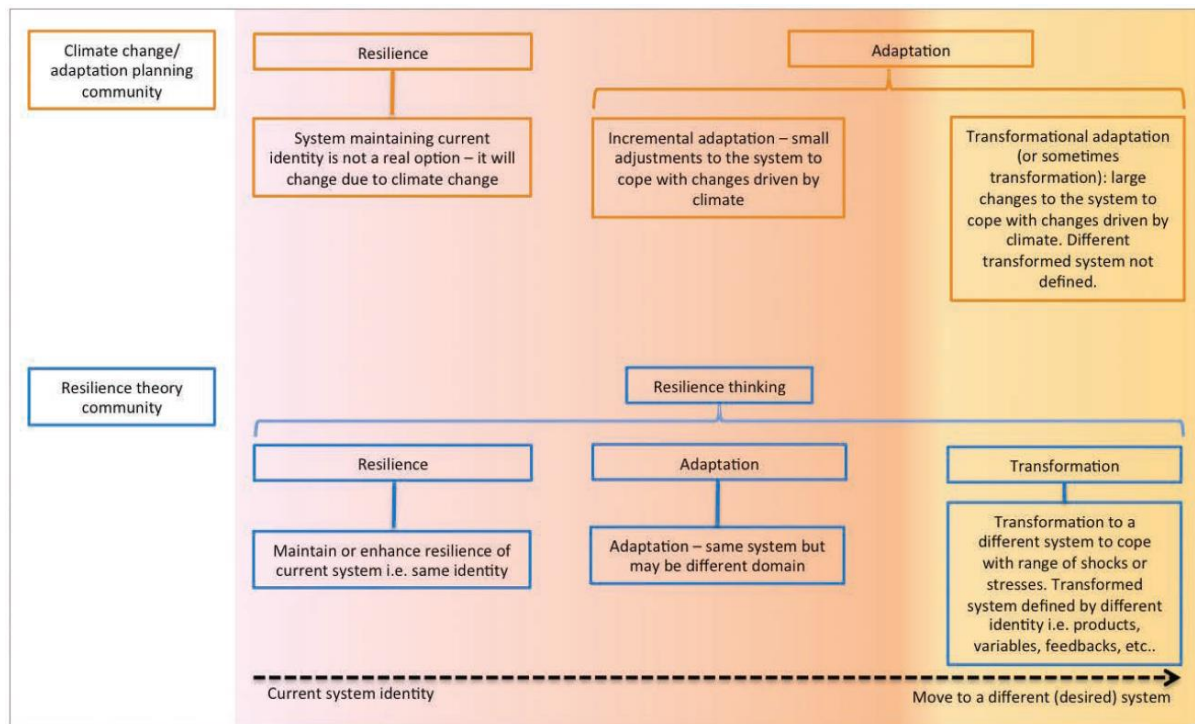 Climate change/
adaptation planning
community
Resilience
Adaptation
System maintaining current
identity is not a real option – it will
change due to climate change
Incremental adaptation – small
adjustments to the system to
cope with changes driven by
climate
Transformational adaptation
(or sometimes
transformation): large
changes to the system to
cope with changes driven by
climate. Different
transformed system not
defined.
Resilience theory
community
Resilience thinking
Resilience
Adaptation
Transformation
Maintain or enhance resilience of
current system i.e. same identity
Adaptation – same system but
may be different domain
Transformation to a
different system to cope
with range of shocks or
stresses. Transformed
system defined by different
identity i.e. products,
variables, feedbacks, etc..
Current system identity
Move to a different (desired) system